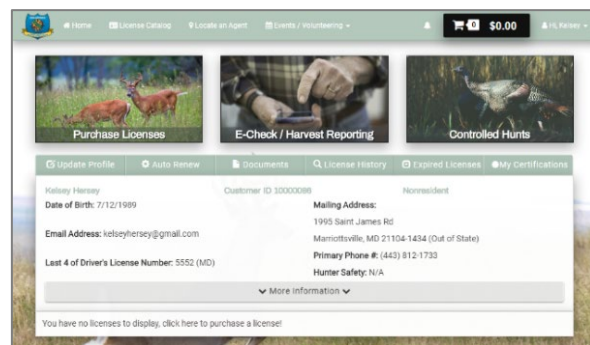 Home License Catalog Locate an Agent Events / Volunteering 0 $0.00 Hi, Kelsey
Purchase Licenses E-Check / Harvest Reporting Controlled Hunts
Update Profile Auto Renew Documents License History Expired Licenses My Certifications
Kelsey Hersey Customer ID 10000086 Nonresident
Date of Birth: 7/12/1989 Mailing Address:
1995 Saint James Rd
Email Address: kelseyhersey@gmail.com Marriottsville, MD 21104-1434 (Out of State)
Primary Phone #: (443) 812-1733
Last 4 of Driver's License Number: 5552 (MD)
Hunter Safety: N/A
More Information
You have no licenses to display, click here to purchase a license!